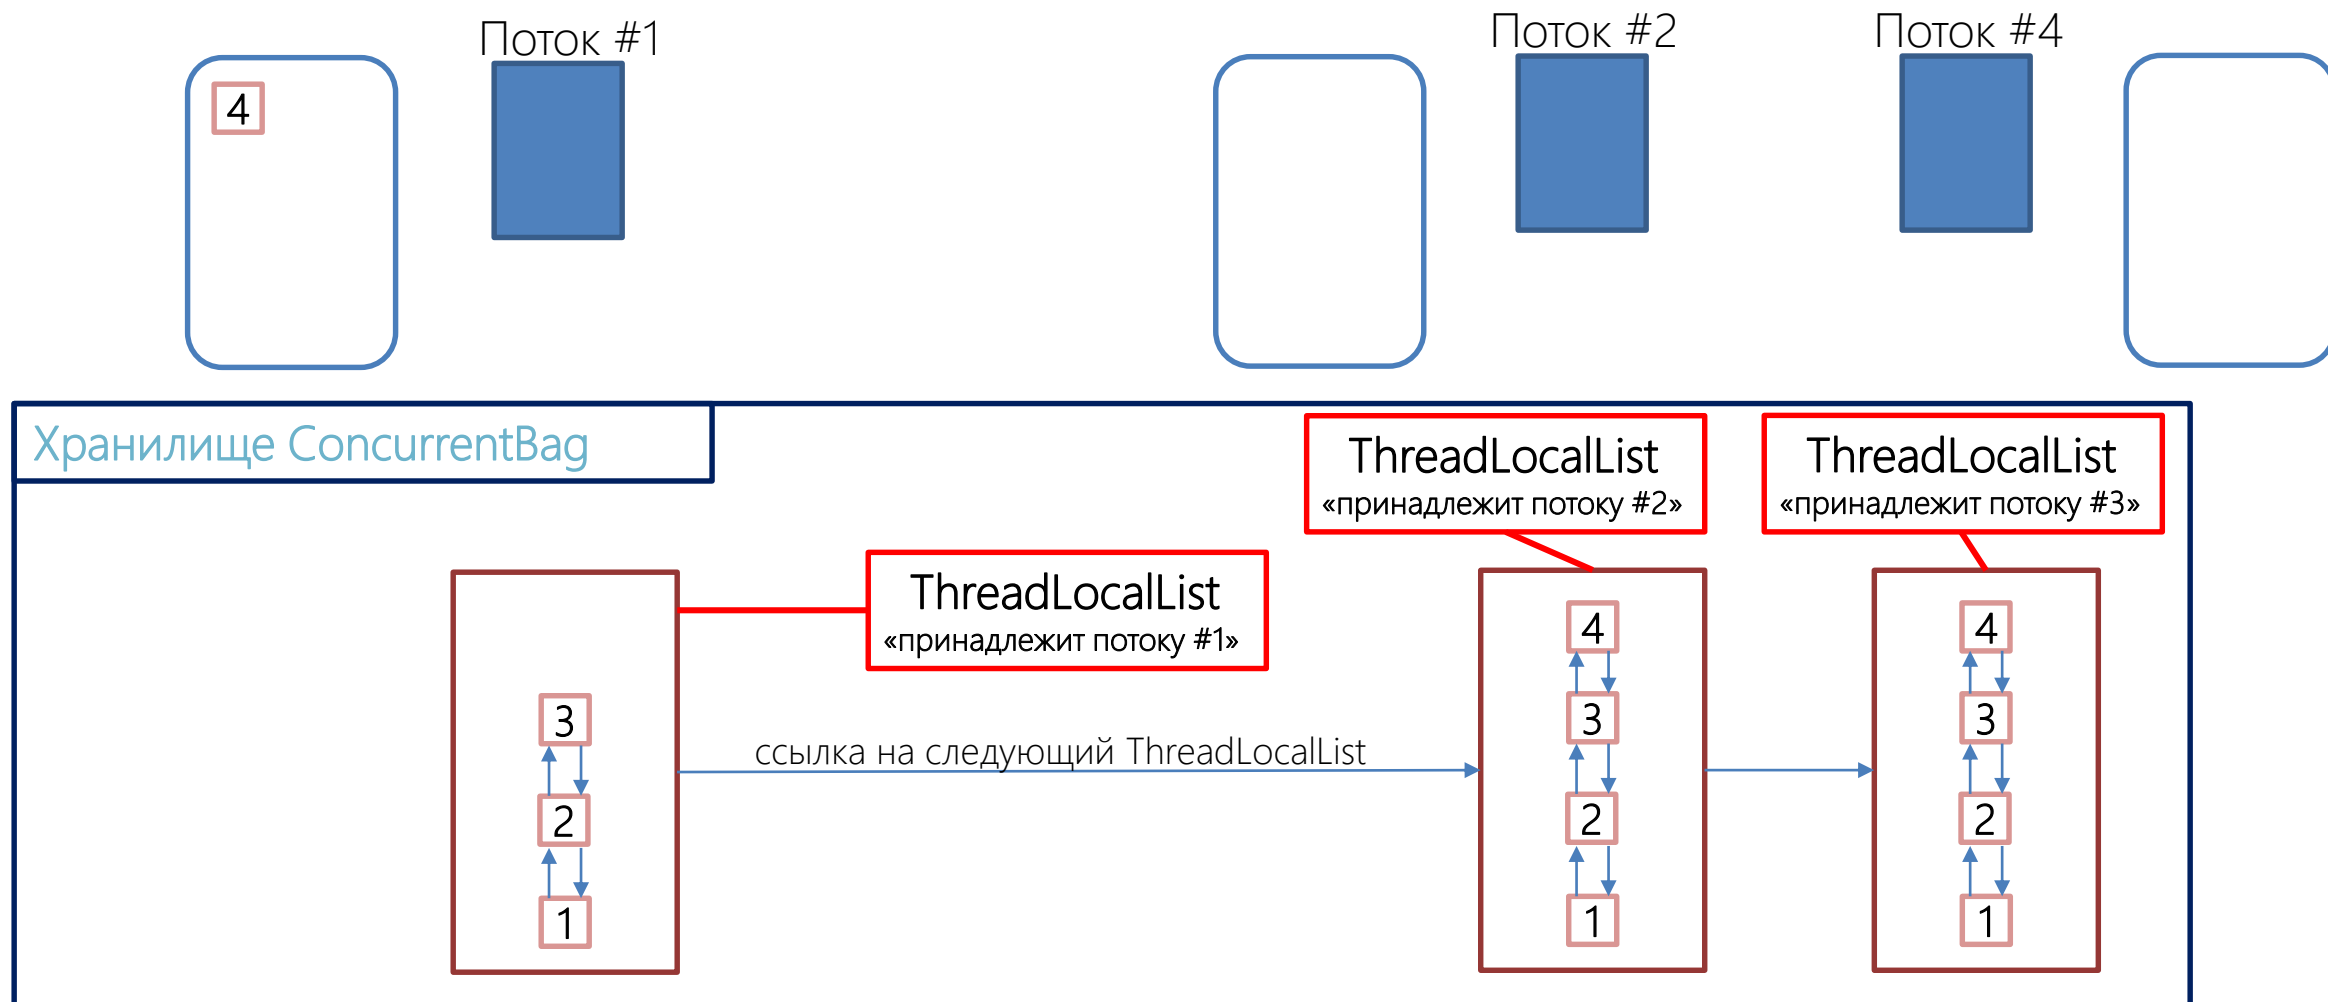 Поток #1
Поток #2
Поток #4
4
Хранилище ConcurrentBag
ThreadLocalList
«принадлежит потоку #2»
ThreadLocalList
«принадлежит потоку #3»
ThreadLocalList
«принадлежит потоку #1»
ссылка на следующий ThreadLocalList
3
2
1
4
3
2
1
4
3
2
1